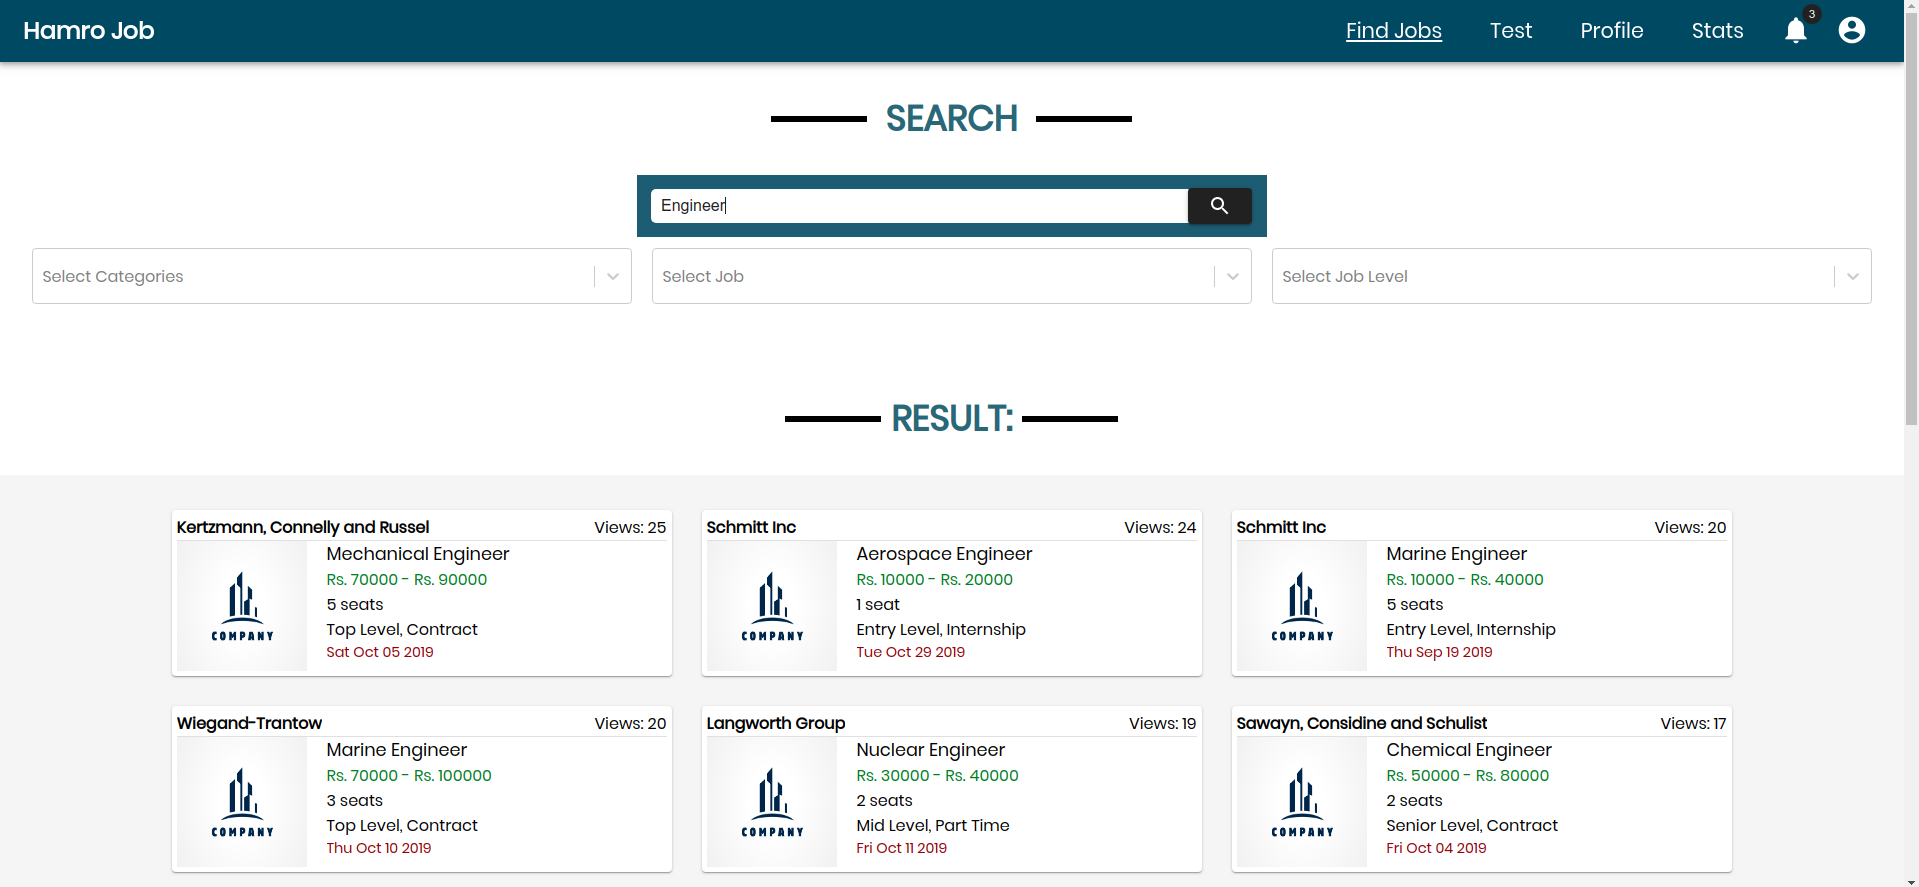 Hamro Job
Find Jobs
Test
Profile
Stats
3
SEARCH
Engineer
Select Categories
Select Job
Select Job Level
RESULT:
Kertzmann, Connelly and Russel
Views: 25
COMPANY
Mechanical Engineer
Rs. 70000 - Rs. 90000
5 seats
Top Level, Contract
Sat Oct 05 2019
Schmitt Inc
Views: 24
COMPANY
Aerospace Engineer
Rs. 10000 - Rs. 20000
1 seat
Entry Level, Internship
Tue Oct 29 2019
Schmitt Inc
Views: 20
COMPANY
Marine Engineer
Rs. 10000 - Rs. 40000
5 seats
Entry Level, Internship
Thu Sep 19 2019
Wiegand-Trantow
Views: 20
COMPANY
Marine Engineer
Rs. 70000 - Rs. 100000
3 seats
Top Level, Contract
Thu Oct 10 2019
Langworth Group
Views: 19
COMPANY
Nuclear Engineer
Rs. 30000 - Rs. 40000
2 seats
Mid Level, Part Time
Fri Oct 11 2019
Sawayn, Considine and Schulist
Views: 17
COMPANY
Chemical Engineer
Rs. 50000 - Rs. 80000
2 seats
Senior Level, Contract
Fri Oct 04 2019